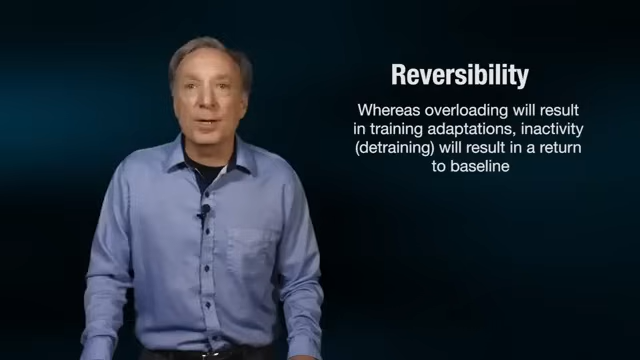 Reversibility
Whereas overloading will result
in training adaptations, inactivity
(detraining) will result in a return
to baseline